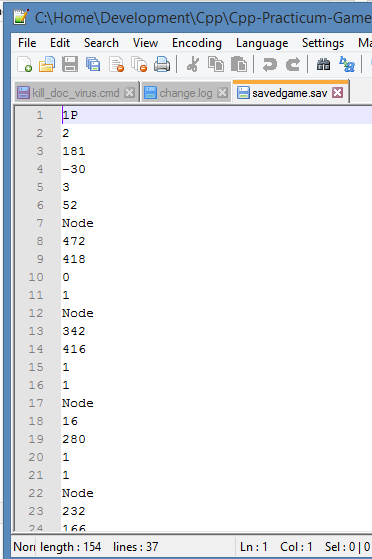 C:\Home\Development\Cpp\Cpp-Practicum-Game
File Edit Search View Encoding Language Settings
kill_doc_virus.cmd change.log savedgame.sav
1 1P
2 2
3 181
4 -30
5 3
6 52
7 Node
8 472
9 418
10 0
11 1
12 Node
13 342
14 416
15 1
16 1
17 Node
18 16
19 280
20 1
21 1
22 Node
23 232
24 166
Norr length : 154 lines : 37 Ln : 1 Col : 1 Sel : 0 | 0